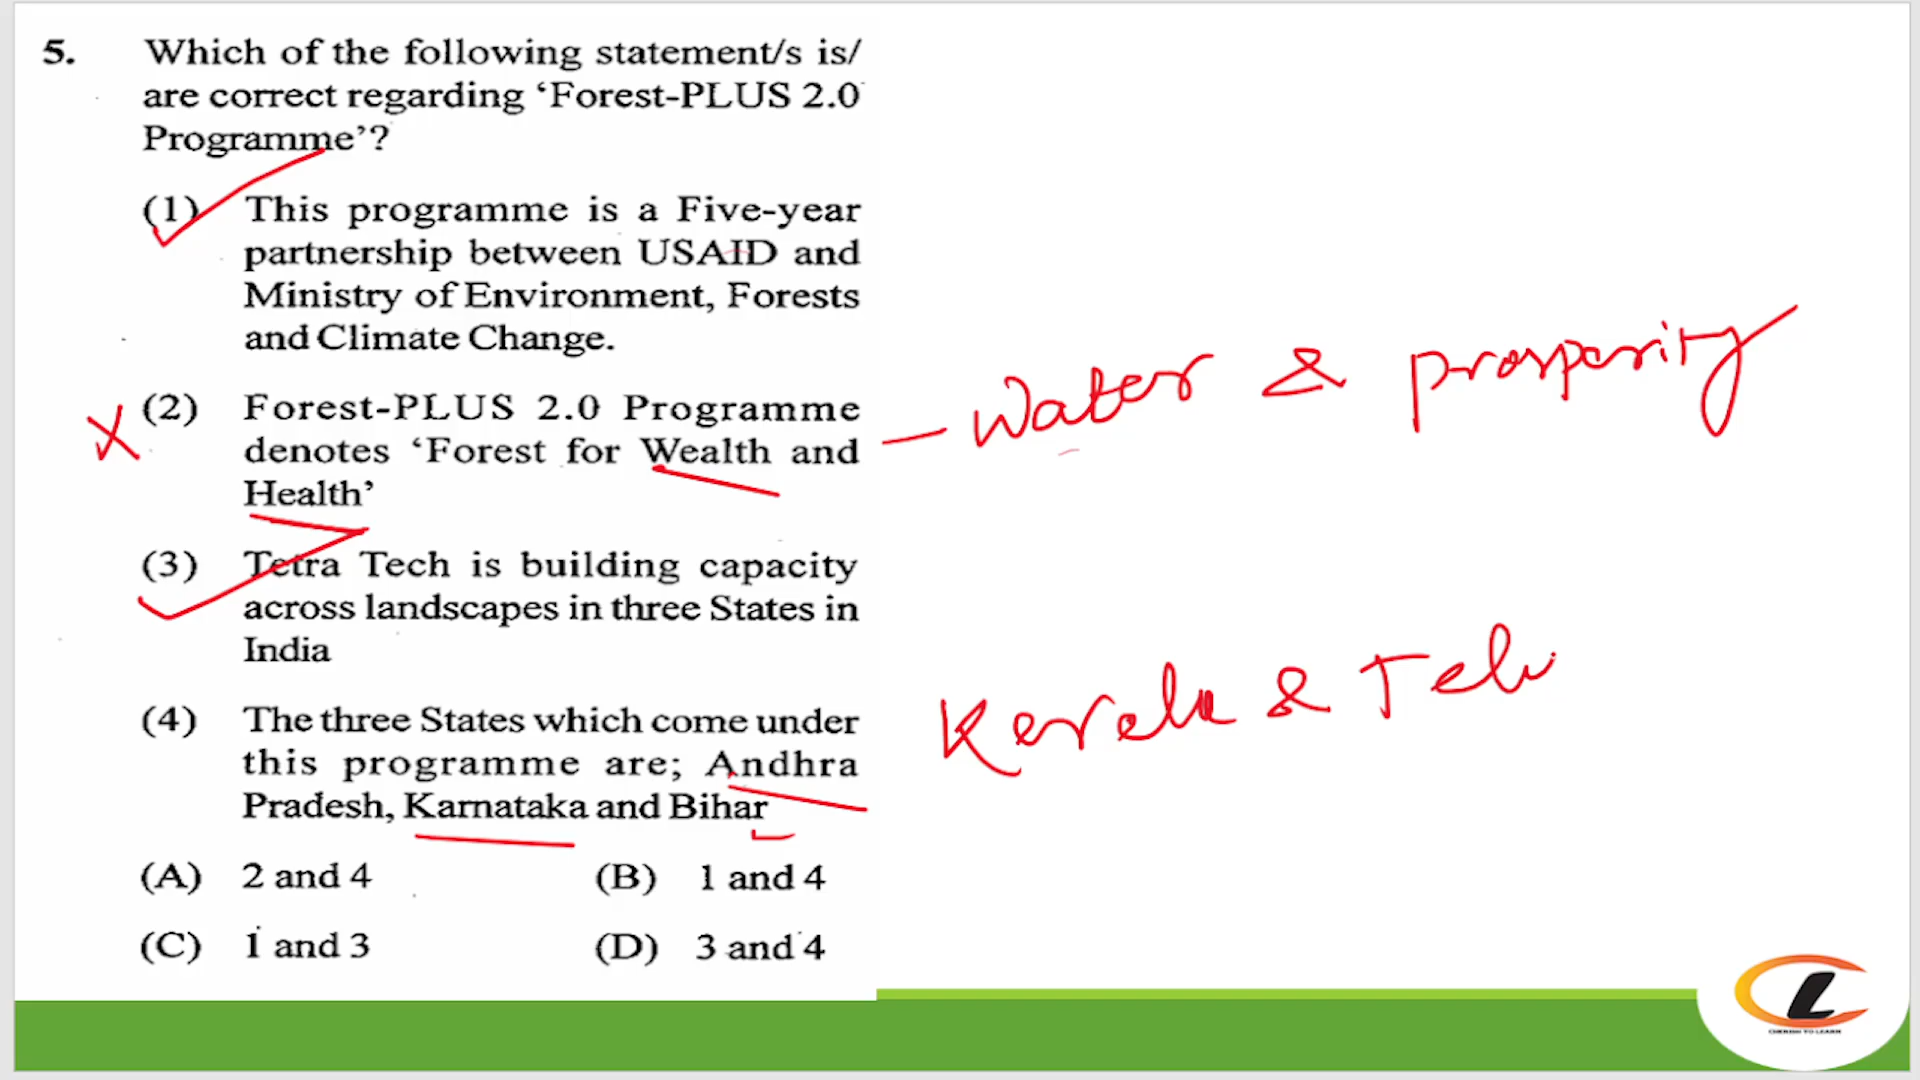 5. Which of the following statement/s is/
are correct regarding ‘Forest-PLUS 2.0
Programme’?
(1) This programme is a Five-year
partnership between USAID and
Ministry of Environment, Forests
and Climate Change.
(2) Forest-PLUS 2.0 Programme
denotes ‘Forest for Wealth and
Health’
— Water & prosperity
(3) Tetra Tech is building capacity
across landscapes in three States in
India
(4) The three States which come under
this programme are; Andhra
Pradesh, Karnataka and Bihar
Kerala & Tel
(A) 2 and 4 (B) 1 and 4
(C) 1 and 3 (D) 3 and 4
CL
CHERISH TO LEARN